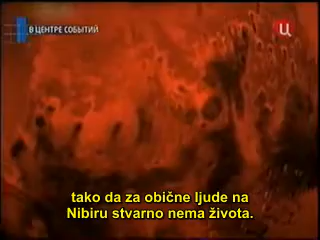 В ЦЕНТРЕ СОБЫТИЙ
Ц
tako da za obične ljude na
Nibiru stvarno nema života.